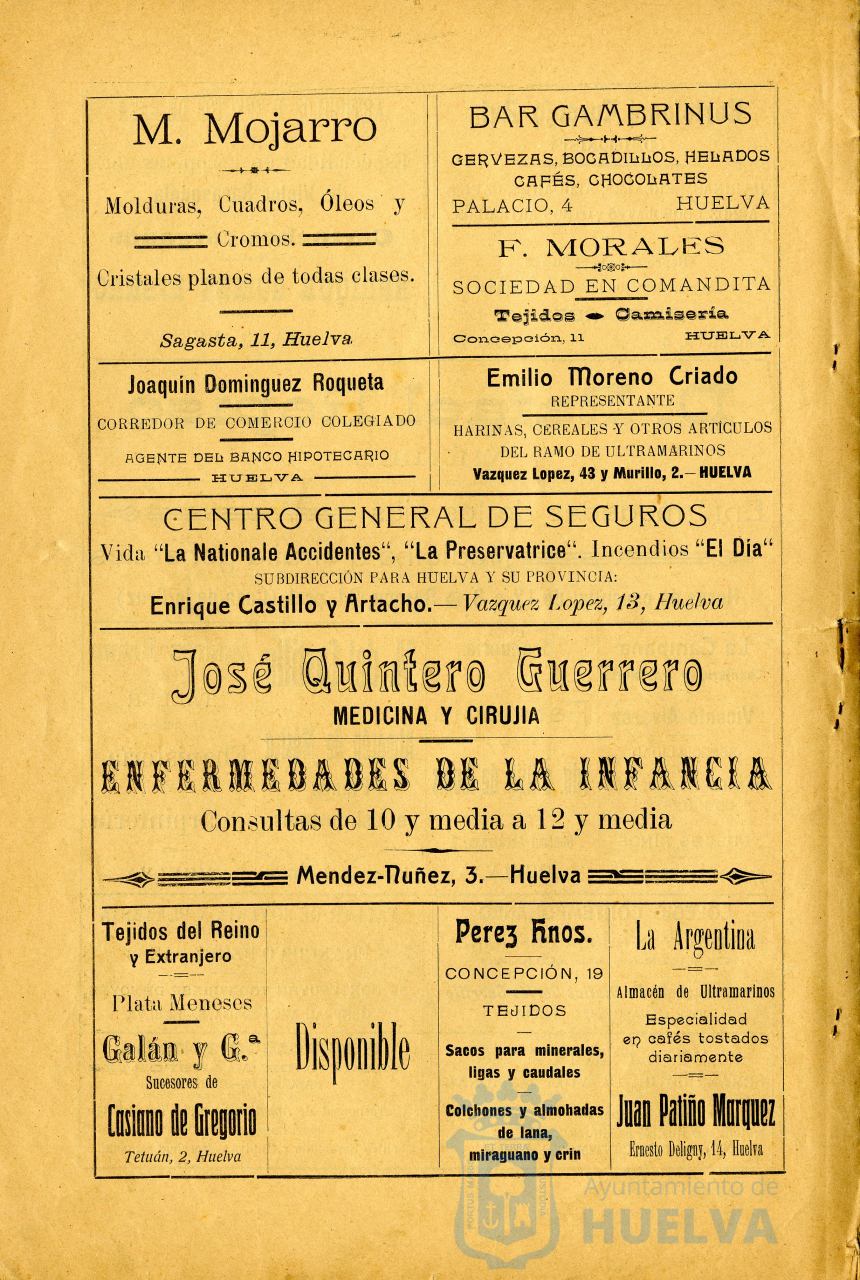 M. Mojarro
Molduras, Cuadros, Óleos y
Cromos.
Cristales planos de todas clases.
Sagasta, 11, Huelva
BAR GAMBRINUS
CERVEZAS, BOCADILLOS, HELADOS
CAFÉS, CHOCOLATES
PALACIO, 4 HUELVA
F. MORALES
SOCIEDAD EN COMANDITA
Tejidos Camisería
Concepción, 11 HUELVA
Joaquín Dominguez Roqueta
CORREDOR DE COMERCIO COLEGIADO
AGENTE DEL BANCO HIPOTECARIO
HUELVA
Emilio Moreno Criado
REPRESENTANTE
HARINAS, CEREALES Y OTROS ARTÍCULOS
DEL RAMO DE ULTRAMARINOS
Vazquez Lopez, 43 y Murillo, 2.—HUELVA
CENTRO GENERAL DE SEGUROS
Vida "La Nationale Accidentes", "La Preservatrice". Incendios "El Día"
SUBDIRECCIÓN PARA HUELVA Y SU PROVINCIA:
Enrique Castillo y Artacho.—Vazquez Lopez, 13, Huelva
José Quintero Guerrero
MEDICINA Y CIRUJIA
ENFERMEDADES DE LA INFANCIA
Consultas de 10 y media a 12 y media
Mendez-Nuñez, 3.—Huelva
Tejidos del Reino
y Extranjero
Plata Meneses
Galán y C.ª
Sucesores de
Casiano de Gregorio
Tetuán, 2, Huelva
Disponible
Perez Hnos.
CONCEPCIÓN, 19
TEJIDOS
Sacos para minerales,
ligas y caudales
Colchones y almohadas
de lana,
miraguano y crin
La Argentina
Almacén de Ultramarinos
Especialidad
en cafés tostados
diariamente
Juan Patiño Marquez
Ernesto Deligny, 14, Huelva
Ayuntamiento de
HUELVA